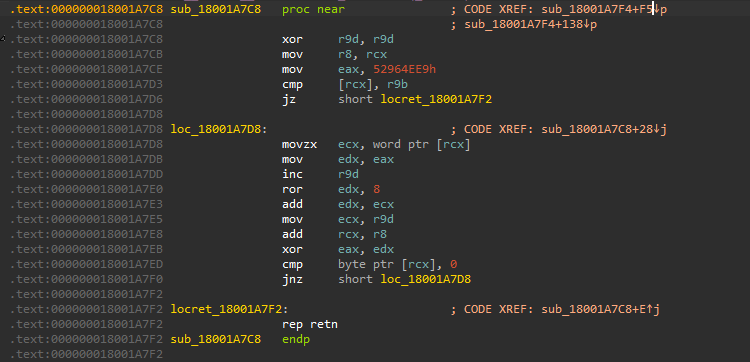 .text:000000018001A7C8 sub_18001A7C8 proc near ; CODE XREF: sub_18001A7F4+F5↓p
.text:000000018001A7C8 ; sub_18001A7F4+138↓p
.text:000000018001A7C8 xor r9d, r9d
.text:000000018001A7CB mov r8, rcx
.text:000000018001A7CE mov eax, 52964EE9h
.text:000000018001A7D3 cmp [rcx], r9b
.text:000000018001A7D6 jz short locret_18001A7F2
.text:000000018001A7D8
.text:000000018001A7D8 loc_18001A7D8: ; CODE XREF: sub_18001A7C8+28↓j
.text:000000018001A7D8 movzx ecx, word ptr [rcx]
.text:000000018001A7DB mov edx, eax
.text:000000018001A7DD inc r9d
.text:000000018001A7E0 ror edx, 8
.text:000000018001A7E3 add edx, ecx
.text:000000018001A7E5 mov ecx, r9d
.text:000000018001A7E8 add rcx, r8
.text:000000018001A7EB xor eax, edx
.text:000000018001A7ED cmp byte ptr [rcx], 0
.text:000000018001A7F0 jnz short loc_18001A7D8
.text:000000018001A7F2
.text:000000018001A7F2 locret_18001A7F2: ; CODE XREF: sub_18001A7C8+E↑j
.text:000000018001A7F2 rep retn
.text:000000018001A7F2 sub_18001A7C8 endp
.text:000000018001A7F2